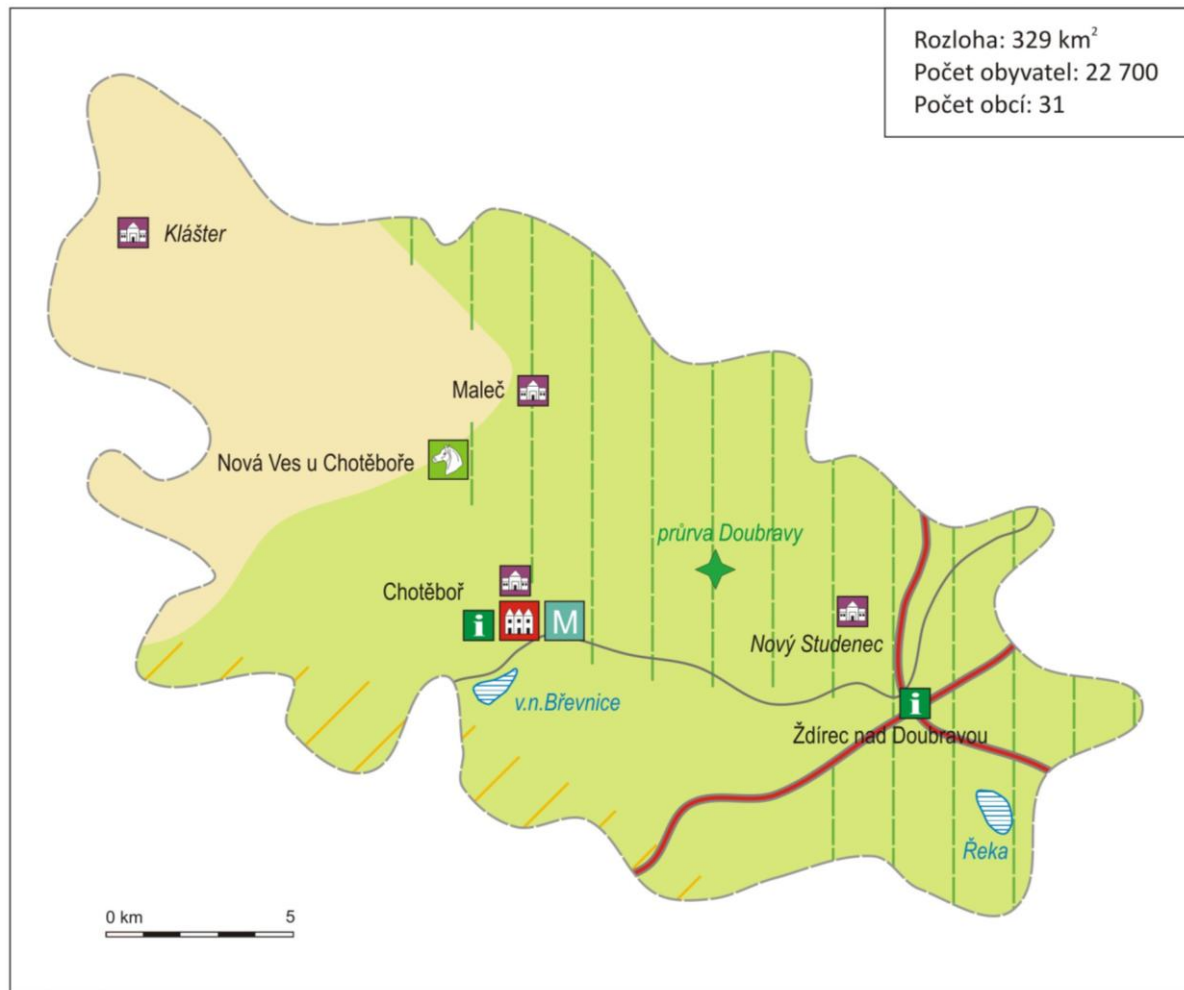 Rozloha: 329 km²
Počet obyvatel: 22 700
Počet obcí: 31
Klášter
Maleč
Nová Ves u Chotěboře
průrva Doubravy
Chotěboř
i
M
Nový Studenec
v.n.Břevnice
i
Ždírec nad Doubravou
Řeka
0 km 5